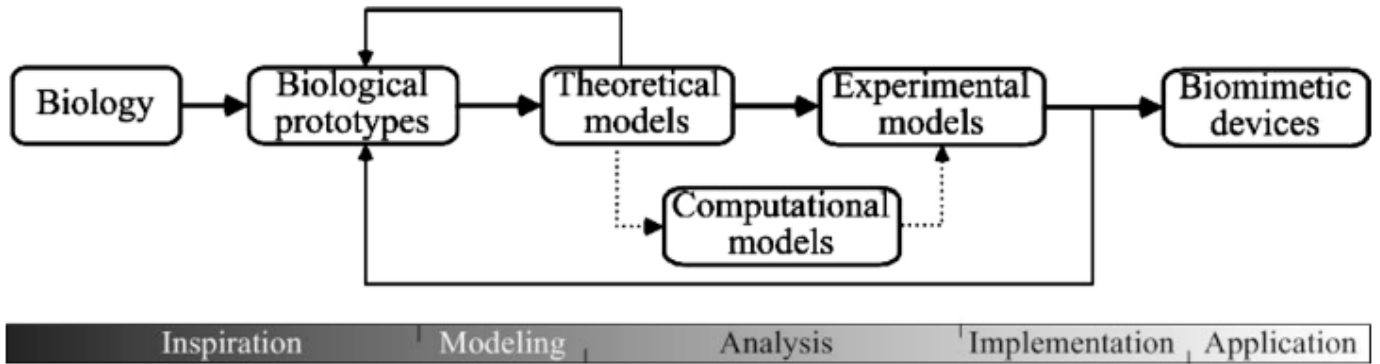 Biology
Biological
prototypes
Theoretical
models
Experimental
models
Biomimetic
devices
Computational
models
Inspiration
Modeling
Analysis
Implementation
Application